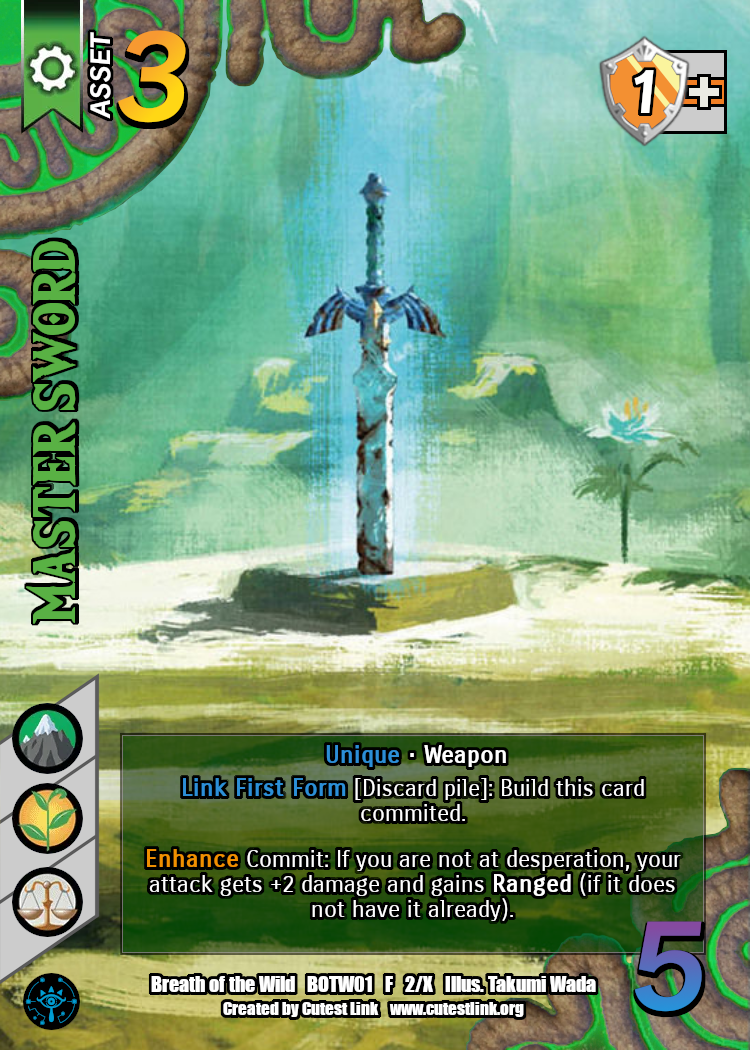 ASSET
3
1
+
MASTER SWORD
Unique · Weapon
Link First Form [Discard pile]: Build this card
commited.
Enhance Commit: If you are not at desperation, your
attack gets +2 damage and gains Ranged (if it does
not have it already).
5
Breath of the Wild BOTW01 F 2/X Illus. Takumi Wada
Created by Cutest Link www.cutestlink.org